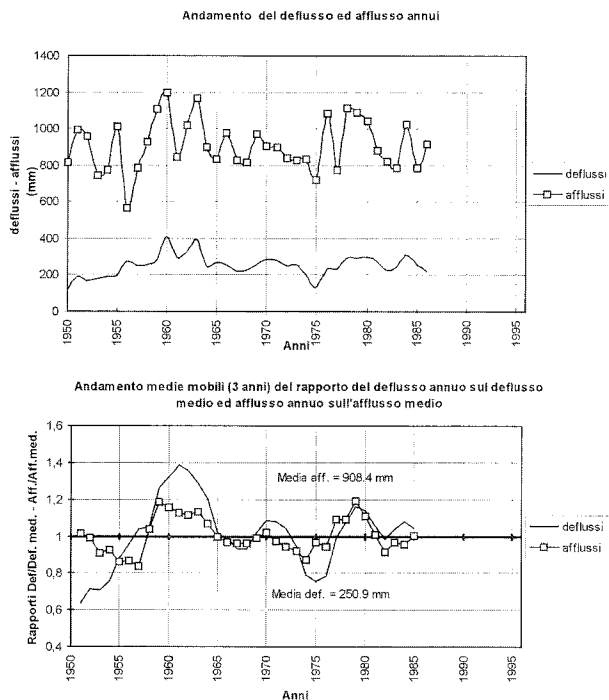 Andamento del deflusso ed afflusso annui
deflussi - afflussi
(mm)
1400
1200
1000
800
600
400
200
0
1950
1955
1960
1965
1970
1975
1980
1985
1990
1995
Anni
deflussi
afflussi
Andamento medie mobili (3 anni) del rapporto del deflusso annuo sul deflusso
medio ed afflusso annuo sull'afflusso medio
Rapporti Def/Def. med. - Aff./Aff.med.
1,6
1,4
1,2
1
0,8
0,6
0,4
Media aff. = 908.4 mm
Media def. = 250.9 mm
1950
1955
1960
1965
1970
1975
1980
1985
1990
1995
Anni
deflussi
afflussi